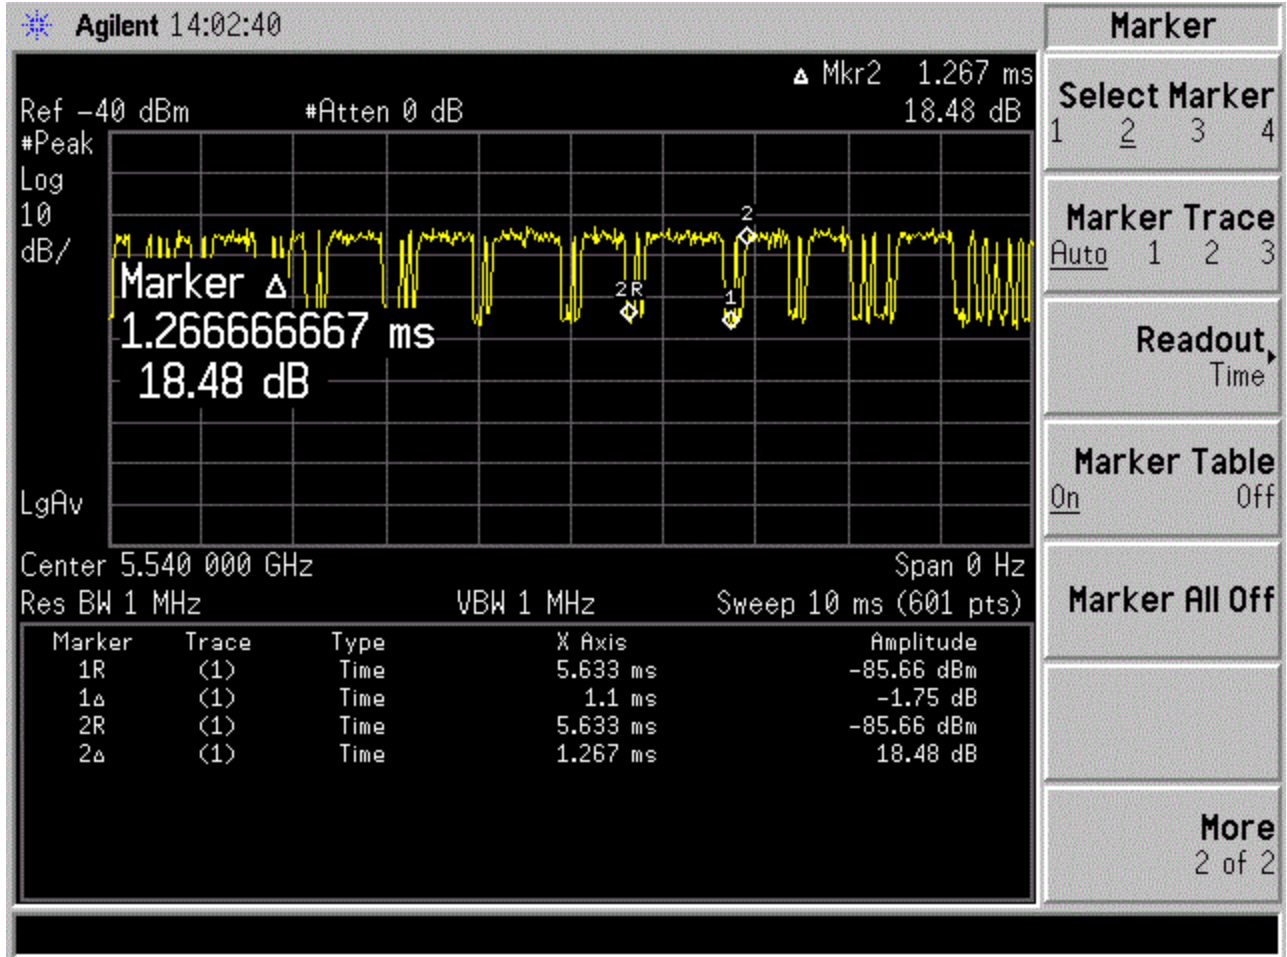 Agilent 14:02:40
Marker
Δ Mkr2 1.267 ms
Ref -40 dBm #Atten 0 dB 18.48 dB
#Peak
Log
10
dB/
2
2R
1
Marker Δ
1.266666667 ms
18.48 dB
LgAv
Center 5.540 000 GHz Span 0 Hz
Res BW 1 MHz VBW 1 MHz Sweep 10 ms (601 pts)
Marker Trace Type X Axis Amplitude
1R (1) Time 5.633 ms -85.66 dBm
1Δ (1) Time 1.1 ms -1.75 dB
2R (1) Time 5.633 ms -85.66 dBm
2Δ (1) Time 1.267 ms 18.48 dB
Select Marker
1 2 3 4
Marker Trace
Auto 1 2 3
Readout
Time
Marker Table
On Off
Marker All Off
More
2 of 2